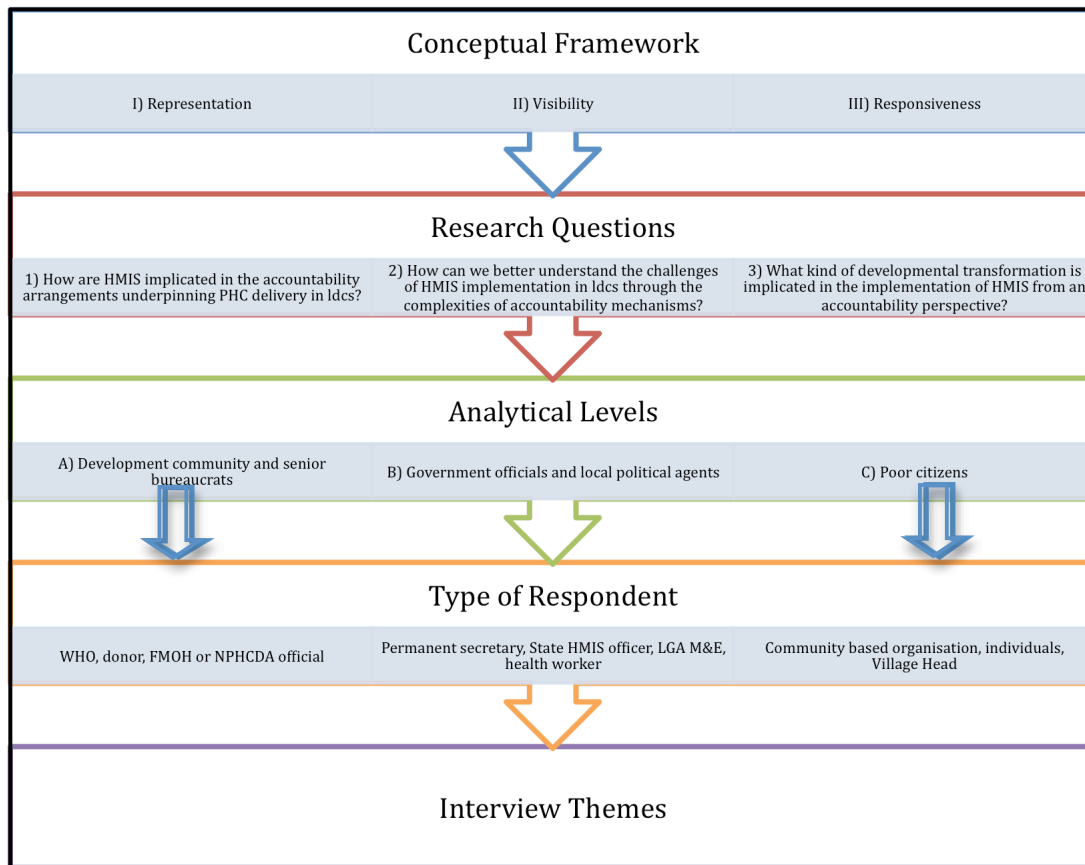 Conceptual Framework
I) Representation
II) Visibility
III) Responsiveness
Research Questions
1) How are HMIS implicated in the accountability
arrangements underpinning PHC delivery in ldcs?
2) How can we better understand the challenges
of HMIS implementation in ldcs through the
complexities of accountability mechanisms?
3) What kind of developmental transformation is
implicated in the implementation of HMIS from an
accountability perspective?
Analytical Levels
A) Development community and senior
bureaucrats
B) Government officials and local political agents
C) Poor citizens
Type of Respondent
WHO, donor, FMOH or NPHCDA official
Permanent secretary, State HMIS officer, LGA M&E,
health worker
Community based organisation, individuals,
Village Head
Interview Themes